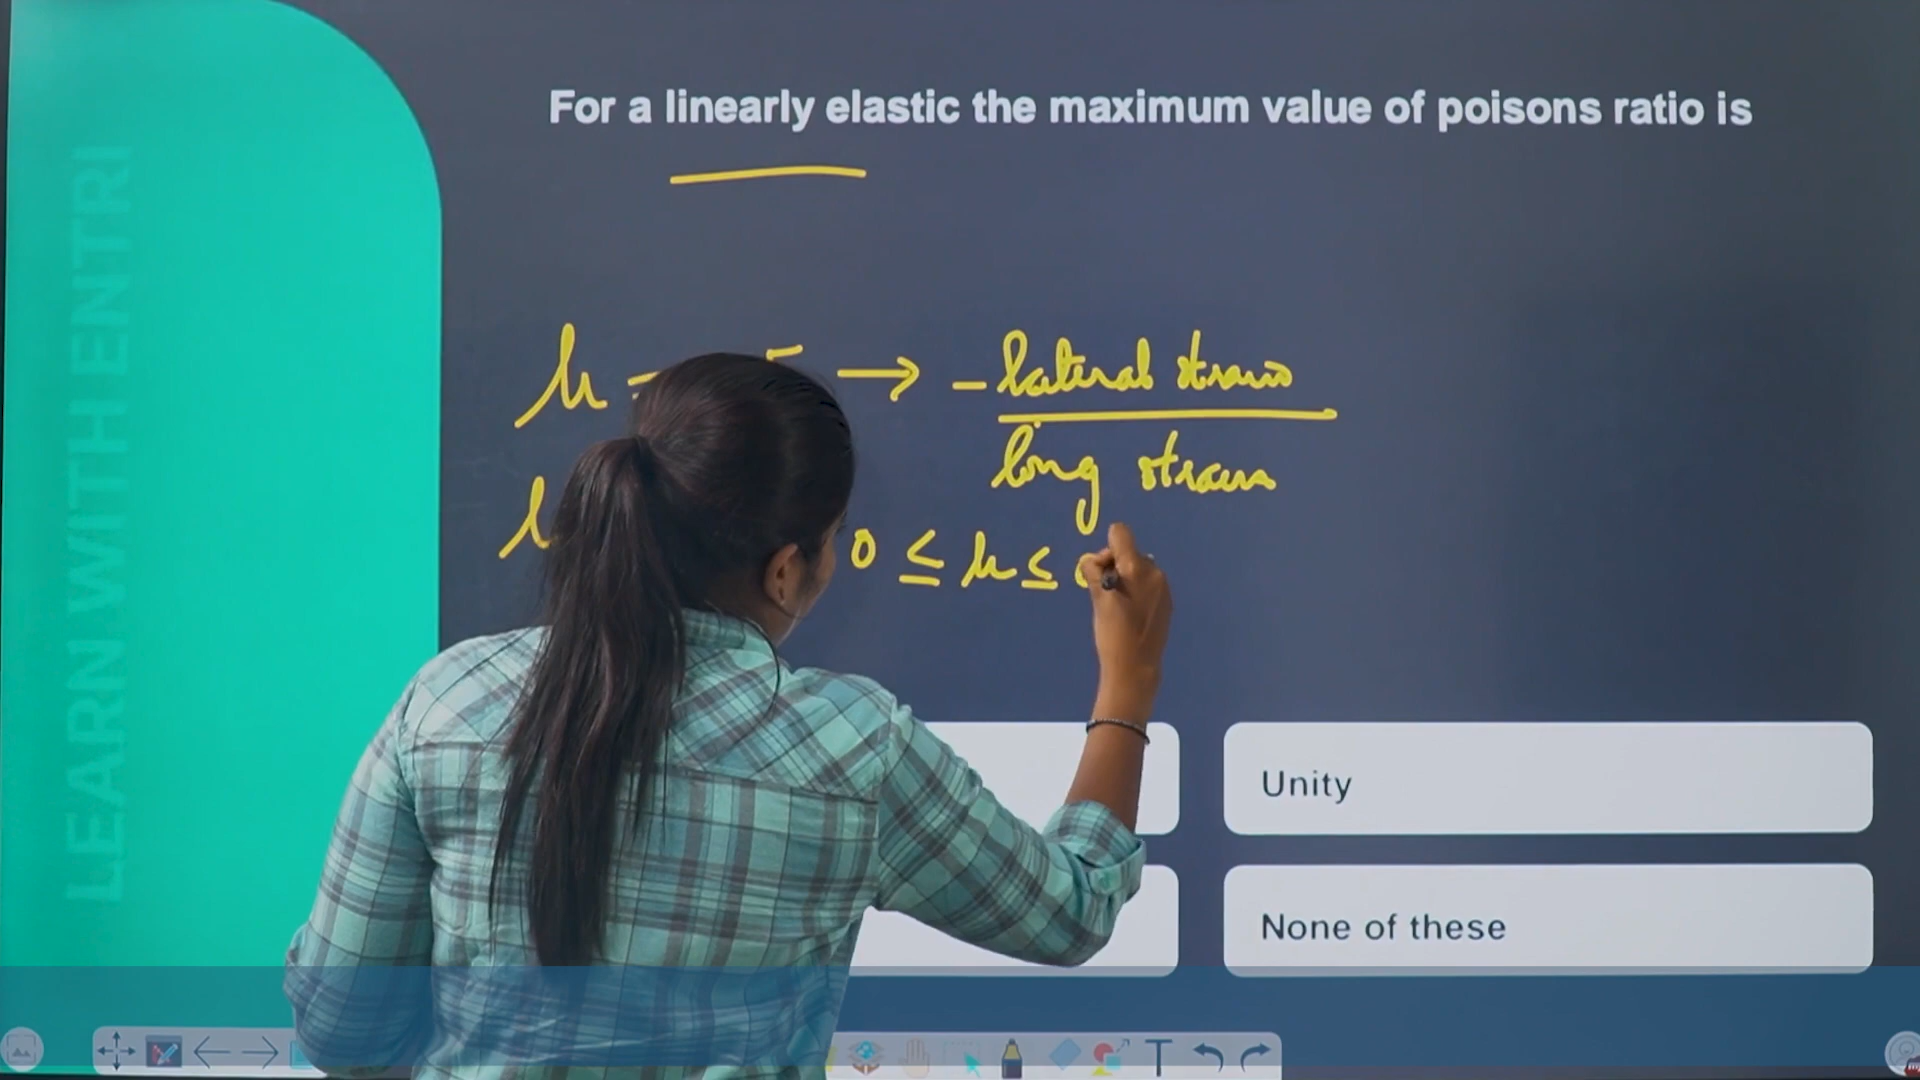 LEARN WITH ENTRI
For a linearly elastic the maximum value of poisons ratio is
μ = → - lateral strain
long strain
0 ≤ μ ≤
Unity
None of these